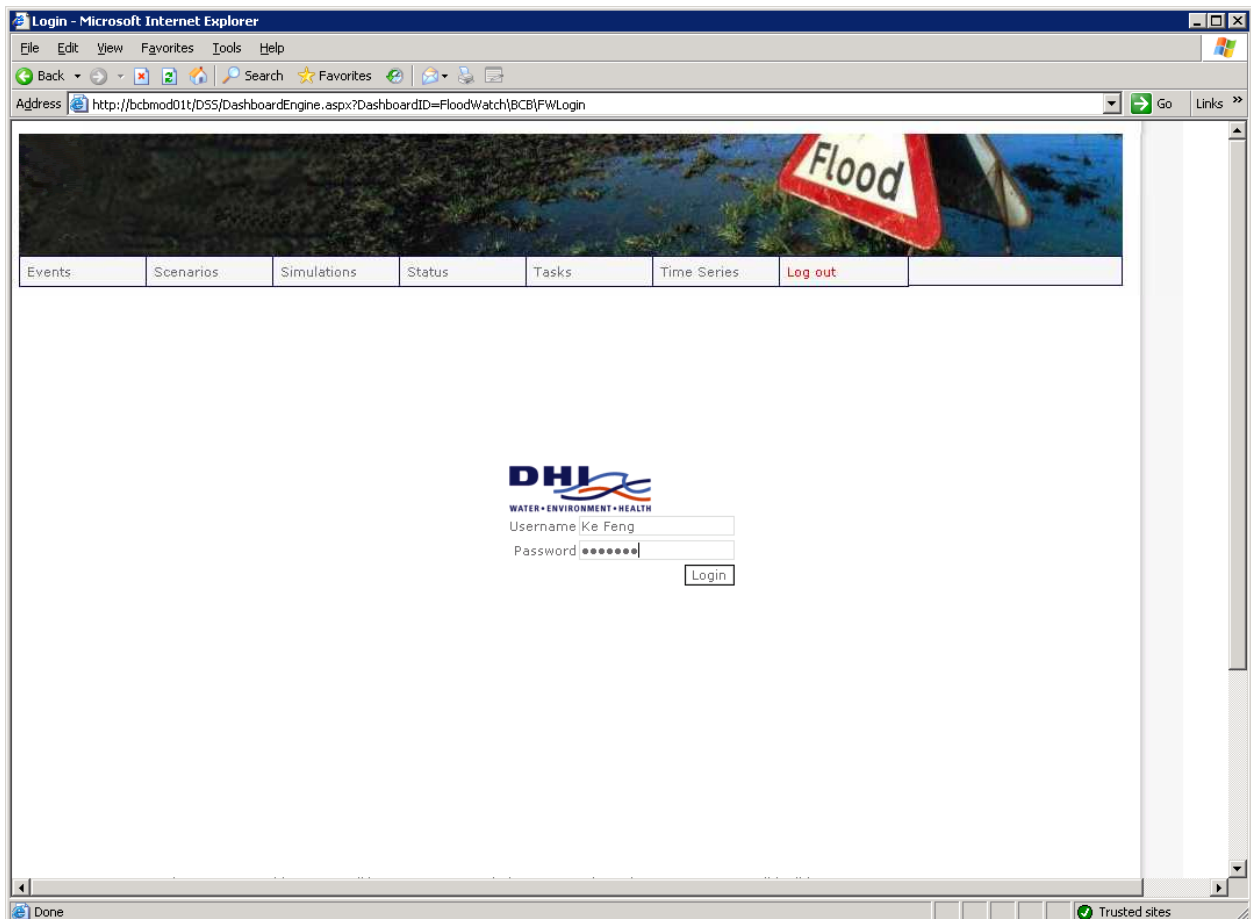 Login - Microsoft Internet Explorer
File Edit View Favorites Tools Help
Back Search Favorites
Address http://bcbmod01t/DSS/DashboardEngine.aspx?DashboardID=FloodWatch\BCB\FWLogin Go Links »
Flood
Events Scenarios Simulations Status Tasks Time Series Log out
DHI
WATER • ENVIRONMENT • HEALTH
Username Ke Feng
Password •••••••
Login
Done Trusted sites